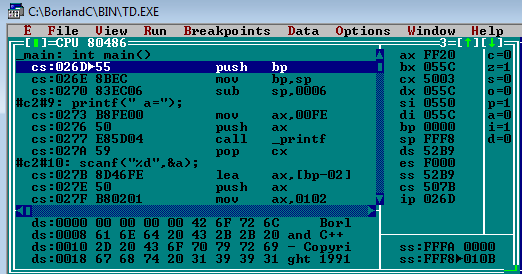 C:\BorlandC\BIN\TD.EXE
E File View Run Breakpoints Data Options Window Help
[■]=CPU 80486 3=[↑][↓]
_main: int main()
cs:026D▶55 push bp
cs:026E 8BEC mov bp,sp
cs:0270 83EC06 sub sp,0006
#c2#9: printf(" a=");
cs:0273 B8FE00 mov ax,00FE
cs:0276 50 push ax
cs:0277 E85D04 call _printf
cs:027A 59 pop cx
#c2#10: scanf("%d",&a);
cs:027B 8D46FE lea ax,[bp-02]
cs:027E 50 push ax
cs:027F B80201 mov ax,0102
ax FF20 c=0
bx 055C z=1
cx 5003 s=0
dx 055C o=0
si 0550 p=1
di 055C a=0
bp 0000 i=1
sp FFF8 d=0
ds 52B9
es F000
ss 52B9
cs 507B
ip 026D
ds:0000 00 00 00 00 42 6F 72 6C Borl
ds:0008 61 6E 64 20 43 2B 2B 20 and C++
ds:0010 2D 20 43 6F 70 79 72 69 - Copyri
ds:0018 67 68 74 20 31 39 39 31 ght 1991
ss:FFFA 0000
ss:FFF8▶010B